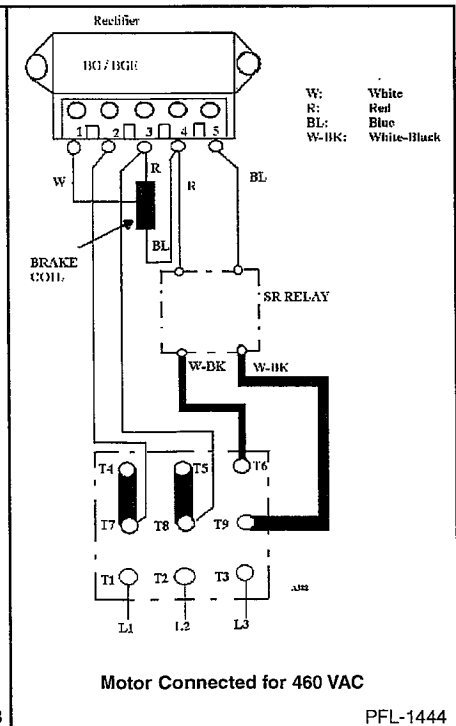 Rectifier
BG / BGE
1 2 3 4 5
W: White
R: Red
BL: Blue
W-BK: White-Black
W
R
R
BL
BL
BRAKE
COIL
SR RELAY
W-BK W-BK
T4 T5 T6
T7 T8 T9
T1 T2 T3
L1 L2 L3
Motor Connected for 460 VAC
PFL-1444